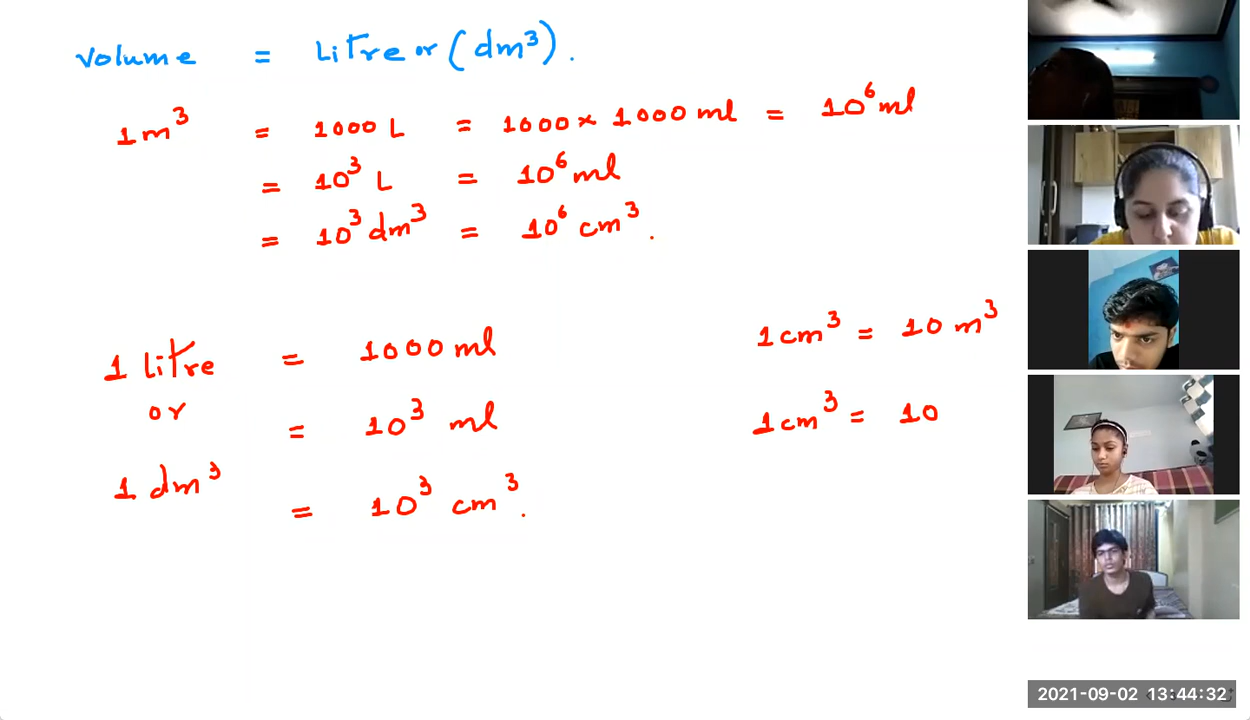 volume = Litre or (dm³).
1m³ = 1000 L = 1000 × 1000 ml = 10⁶ ml
= 10³ L = 10⁶ ml
= 10³ dm³ = 10⁶ cm³.
1 Litre = 1000 ml
or
= 10³ ml
1 dm³
= 10³ cm³.
1cm³ = 10 m³
1cm³ = 10
2021-09-02 13:44:32